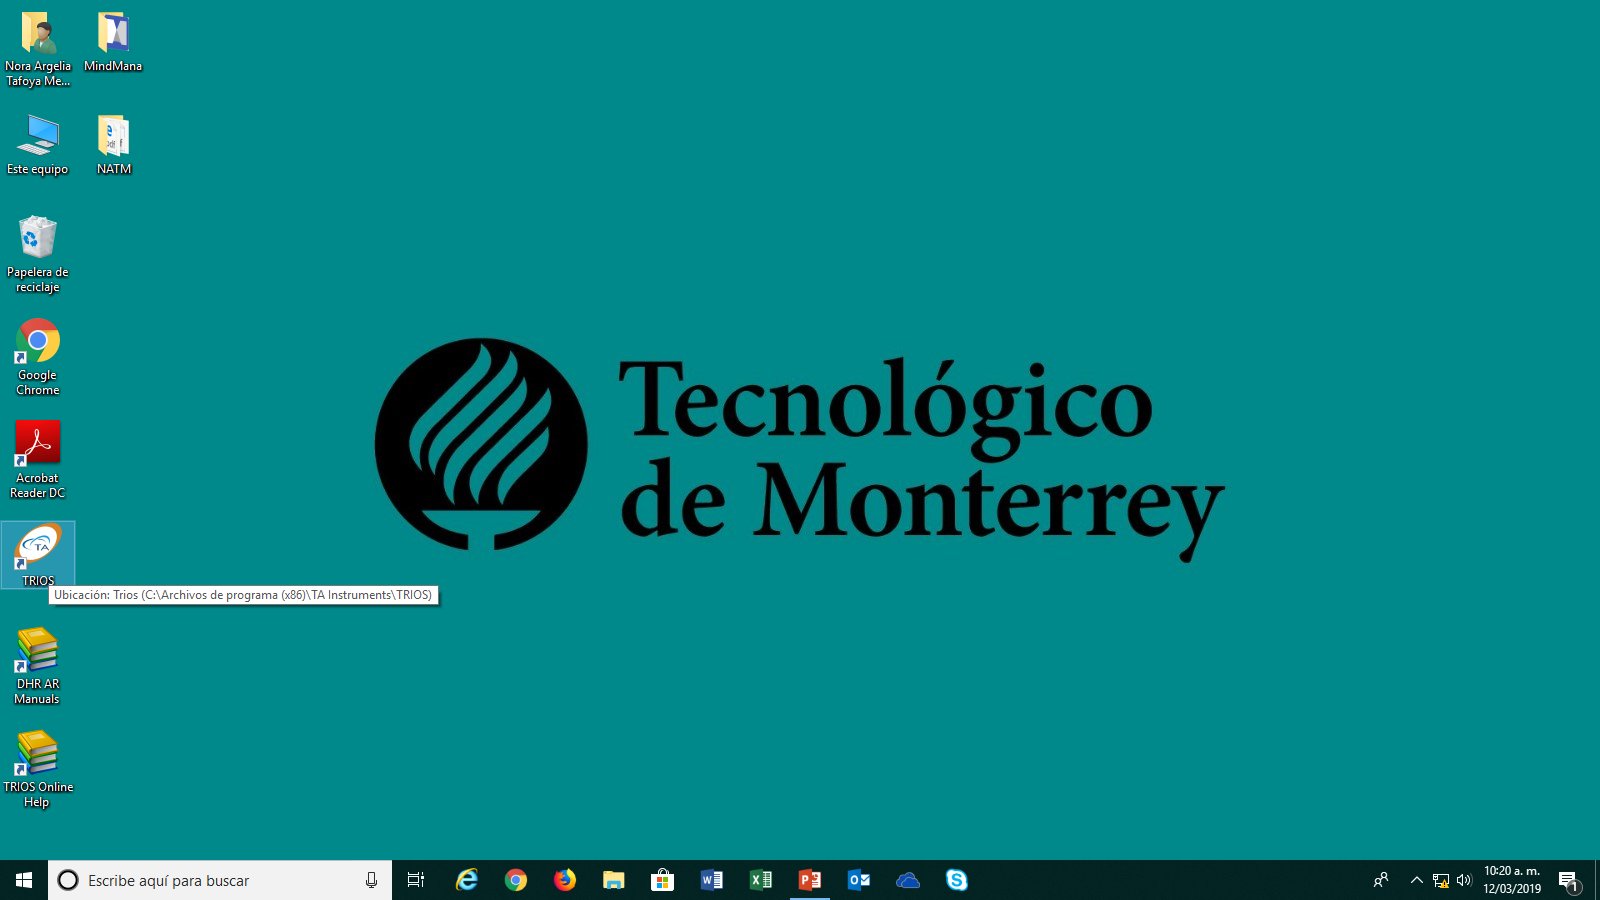 Nora Argelia
Tafoya Me...
MindMana
Este equipo
NATM
Papelera de
reciclaje
Google
Chrome
Acrobat
Reader DC
TA
TRIOS
Ubicación: Trios (C:\Archivos de programa (x86)\TA Instruments\TRIOS)
DHR AR
Manuals
TRIOS Online
Help
Tecnológico
de Monterrey
Escribe aquí para buscar
10:20 a. m.
12/03/2019
1